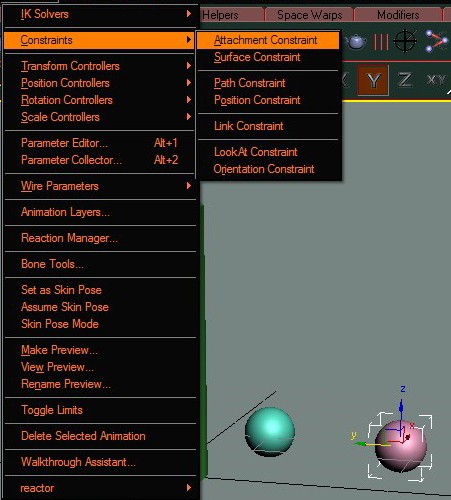 IK Solvers
Constraints
Transform Controllers
Position Controllers
Rotation Controllers
Scale Controllers
Parameter Editor... Alt+1
Parameter Collector... Alt+2
Wire Parameters
Animation Layers...
Reaction Manager...
Bone Tools...
Set as Skin Pose
Assume Skin Pose
Skin Pose Mode
Make Preview...
View Preview...
Rename Preview...
Toggle Limits
Delete Selected Animation
Walkthrough Assistant...
reactor
Attachment Constraint
Surface Constraint
Path Constraint
Position Constraint
Link Constraint
LookAt Constraint
Orientation Constraint
Helpers Space Warps Modifiers
Y Z XY
z
y x